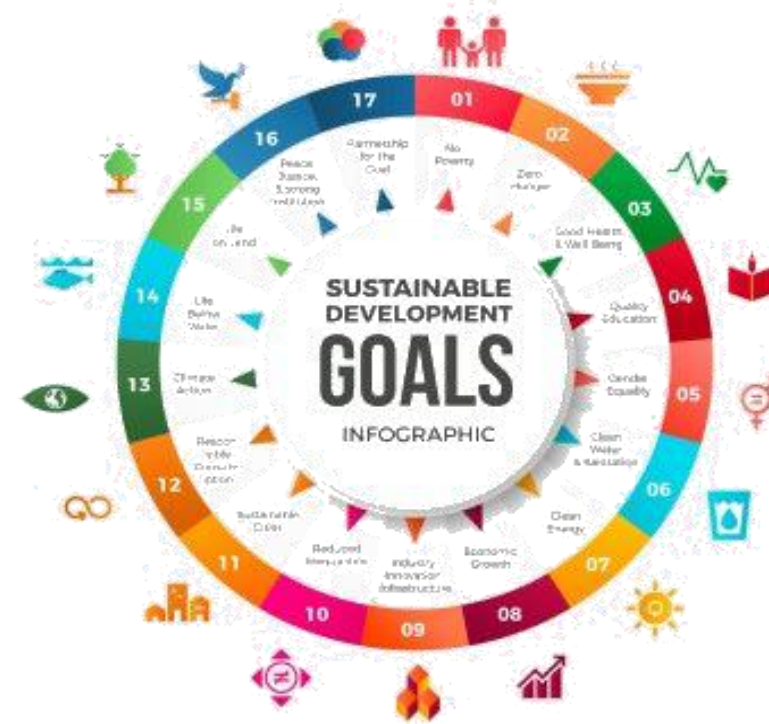 SUSTAINABLE
DEVELOPMENT
GOALS
INFOGRAPHIC
01
No
Poverty
02
Zero
Hunger
03
Good Health
& Well Being
04
Quality
Education
05
Gender
Equality
06
Clean
Water
& Sanitation
07
Clean
Energy
08
Economic
Growth
09
Industry
Innovation
Infrastructure
10
Reduced
11
Sustainable
12
13
Climate
Action
14
Life
Below
Water
15
Life
on Land
16
Peace
Justice
& strong
Institution
17
Partnership
for the
Goal